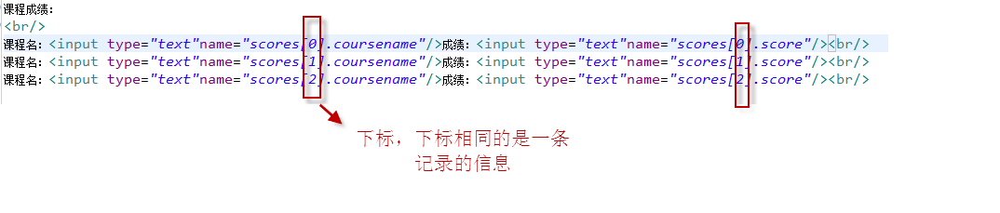 课程成绩：
<br/>
课程名：<input type="text"name="scores[0].coursename"/>成绩：<input type="text"name="scores[0].score"/><br/>
课程名：<input type="text"name="scores[1].coursename"/>成绩：<input type="text"name="scores[1].score"/><br/>
课程名：<input type="text"name="scores[2].coursename"/>成绩：<input type="text"name="scores[2].score"/><br/>
下标，下标相同的是一条
记录的信息